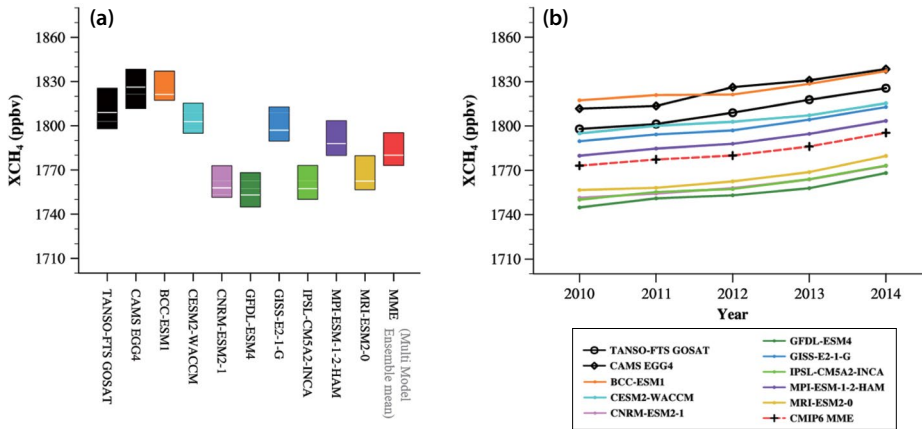 (a)
XCH4 (ppbv)
1860
1830
1800
1770
1740
1710
TANSO-FTS GOSAT
CAMS EGG4
BCC-ESM1
CESM2-WACCM
CNRM-ESM2-1
GFDL-ESM4
GISS-E2-1-G
IPSL-CM5A2-INCA
MPI-ESM-1-2-HAM
MRI-ESM2-0
MME
(Multi Model
Ensemble mean)
(b)
XCH4 (ppbv)
1860
1830
1800
1770
1740
1710
2010 2011 2012 2013 2014
Year
TANSO-FTS GOSAT
CAMS EGG4
BCC-ESM1
CESM2-WACCM
CNRM-ESM2-1
GFDL-ESM4
GISS-E2-1-G
IPSL-CM5A2-INCA
MPI-ESM-1-2-HAM
MRI-ESM2-0
CMIP6 MME